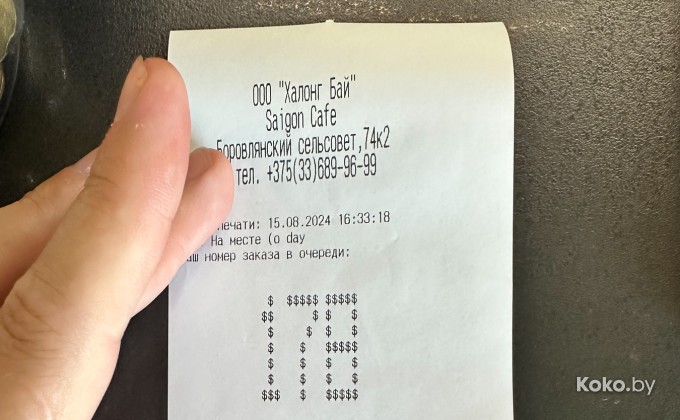 ООО "Халонг Бай"
Saigon Cafe
Боровлянский сельсовет,74к2
тел. +375(33)689-96-99
печати: 15.08.2024 16:33:18
На месте (o day
номер заказа в очереди:
178
Koko.by